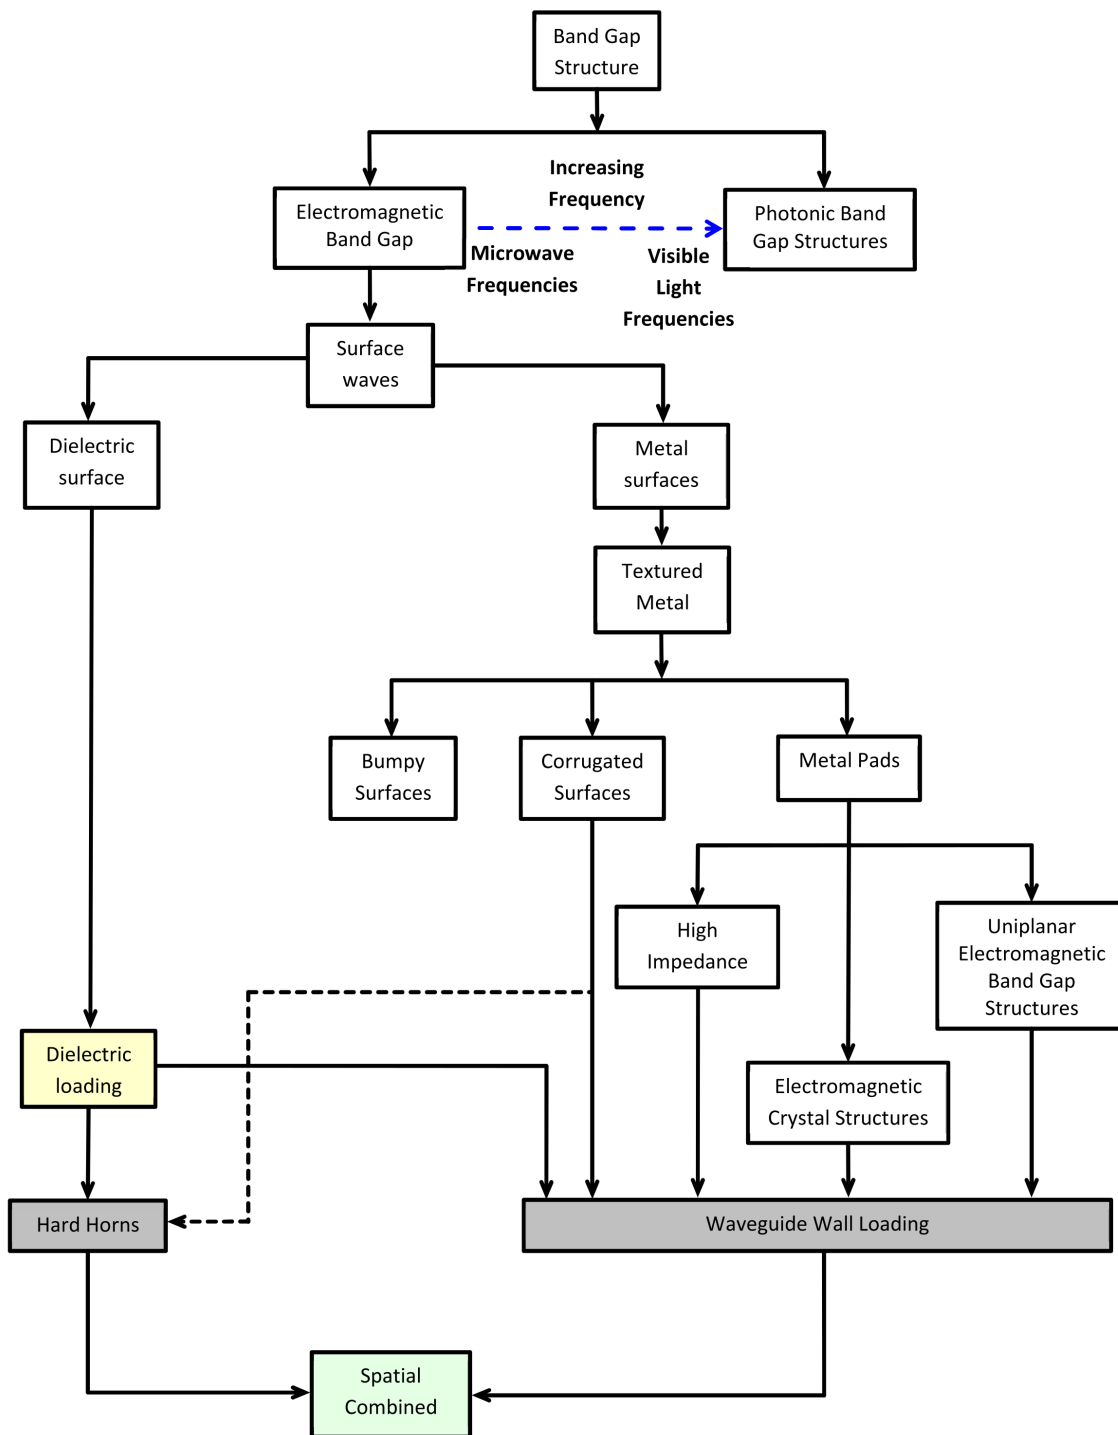 Band Gap
Structure
Increasing
Frequency
Electromagnetic
Band Gap
Photonic Band
Gap Structures
Microwave
Frequencies
Visible
Light
Frequencies
Surface
waves
Dielectric
surface
Metal
surfaces
Textured
Metal
Bumpy
Surfaces
Corrugated
Surfaces
Metal Pads
High
Impedance
Uniplanar
Electromagnetic
Band Gap
Structures
Dielectric
loading
Electromagnetic
Crystal Structures
Hard Horns
Waveguide Wall Loading
Spatial
Combined